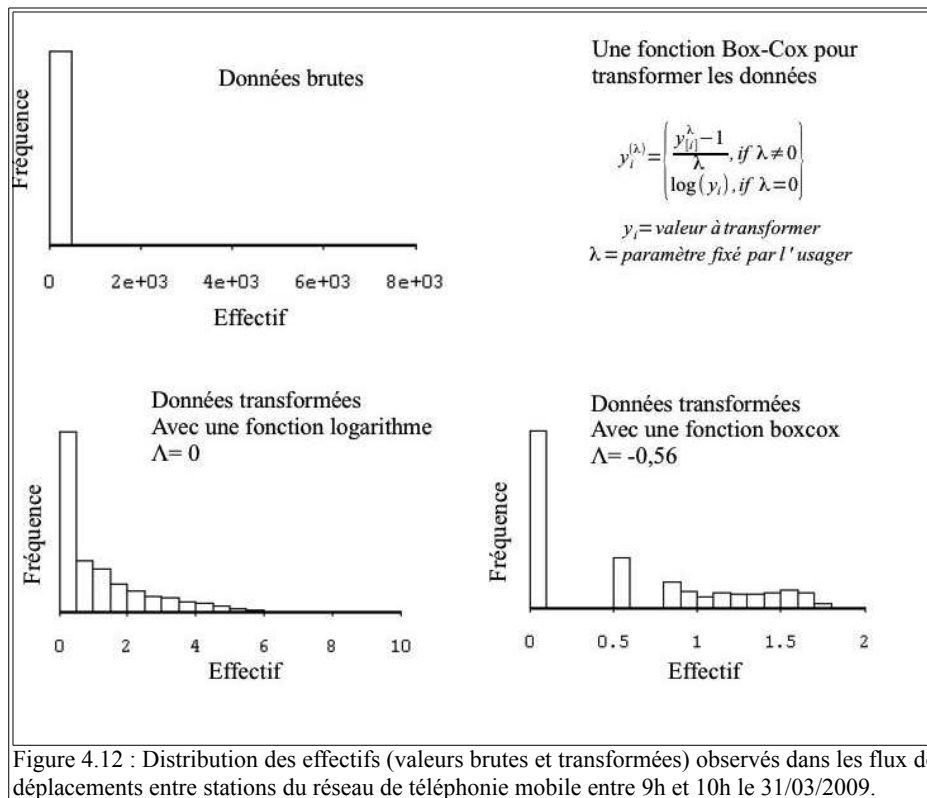 Fréquence
Données brutes
0 2e+03 4e+03 6e+03 8e+03
Effectif
Une fonction Box-Cox pour
transformer les données
y_i^(λ) = { (y_[i]^λ − 1)/λ , if λ≠0
log(y_i) , if λ=0 }
y_i = valeur à transformer
λ = paramètre fixé par l'usager
Données transformées
Avec une fonction logarithme
Λ= 0
Fréquence
0 2 4 6 8 10
Effectif
Données transformées
Avec une fonction boxcox
Λ= -0,56
Fréquence
0 0.5 1 1.5 2
Effectif
Figure 4.12 : Distribution des effectifs (valeurs brutes et transformées) observés dans les flux de
déplacements entre stations du réseau de téléphonie mobile entre 9h et 10h le 31/03/2009.